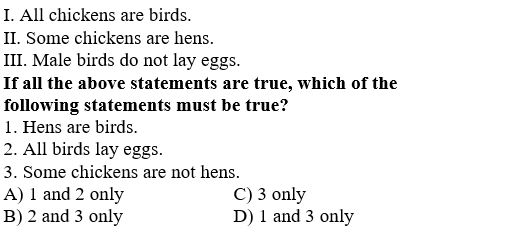 I. All chickens are birds.
II. Some chickens are hens.
III. Male birds do not lay eggs.
If all the above statements are true, which of the
following statements must be true?
1. Hens are birds.
2. All birds lay eggs.
3. Some chickens are not hens.
A) 1 and 2 only C) 3 only
B) 2 and 3 only D) 1 and 3 only